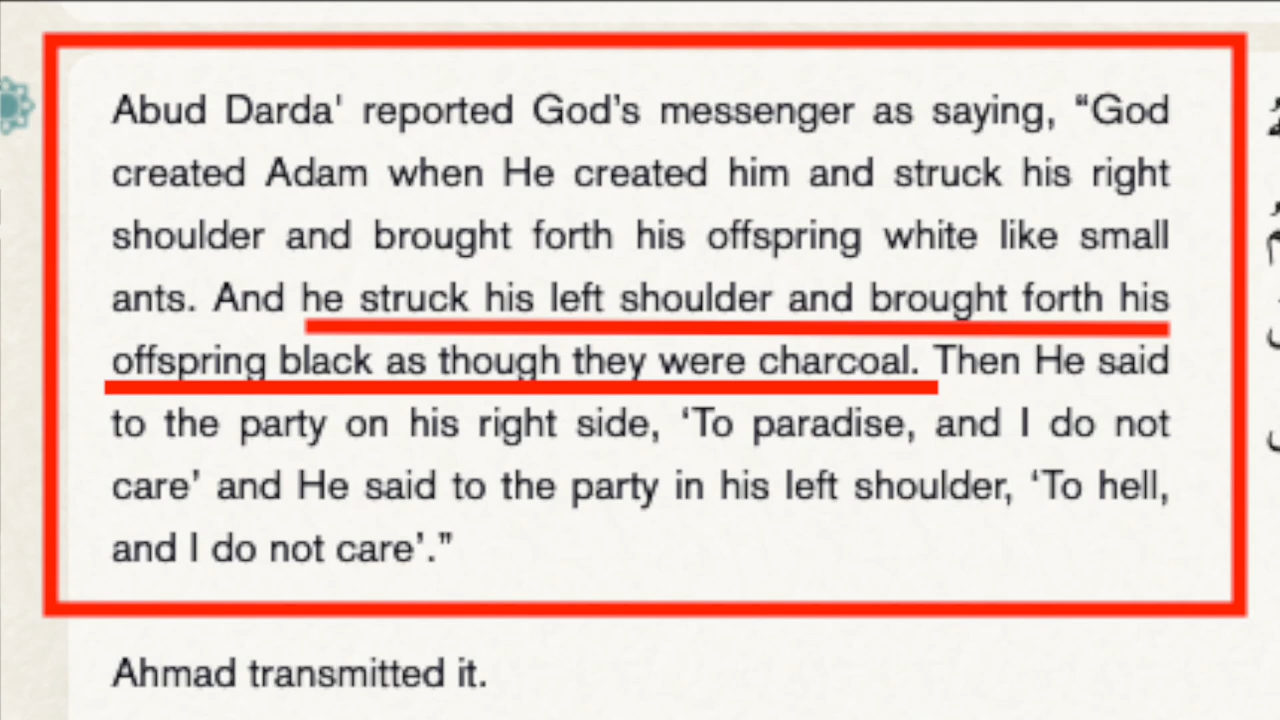 Abud Darda' reported God’s messenger as saying, “God
created Adam when He created him and struck his right
shoulder and brought forth his offspring white like small
ants. And he struck his left shoulder and brought forth his
offspring black as though they were charcoal. Then He said
to the party on his right side, ‘To paradise, and I do not
care’ and He said to the party in his left shoulder, ‘To hell,
and I do not care’.”
Ahmad transmitted it.